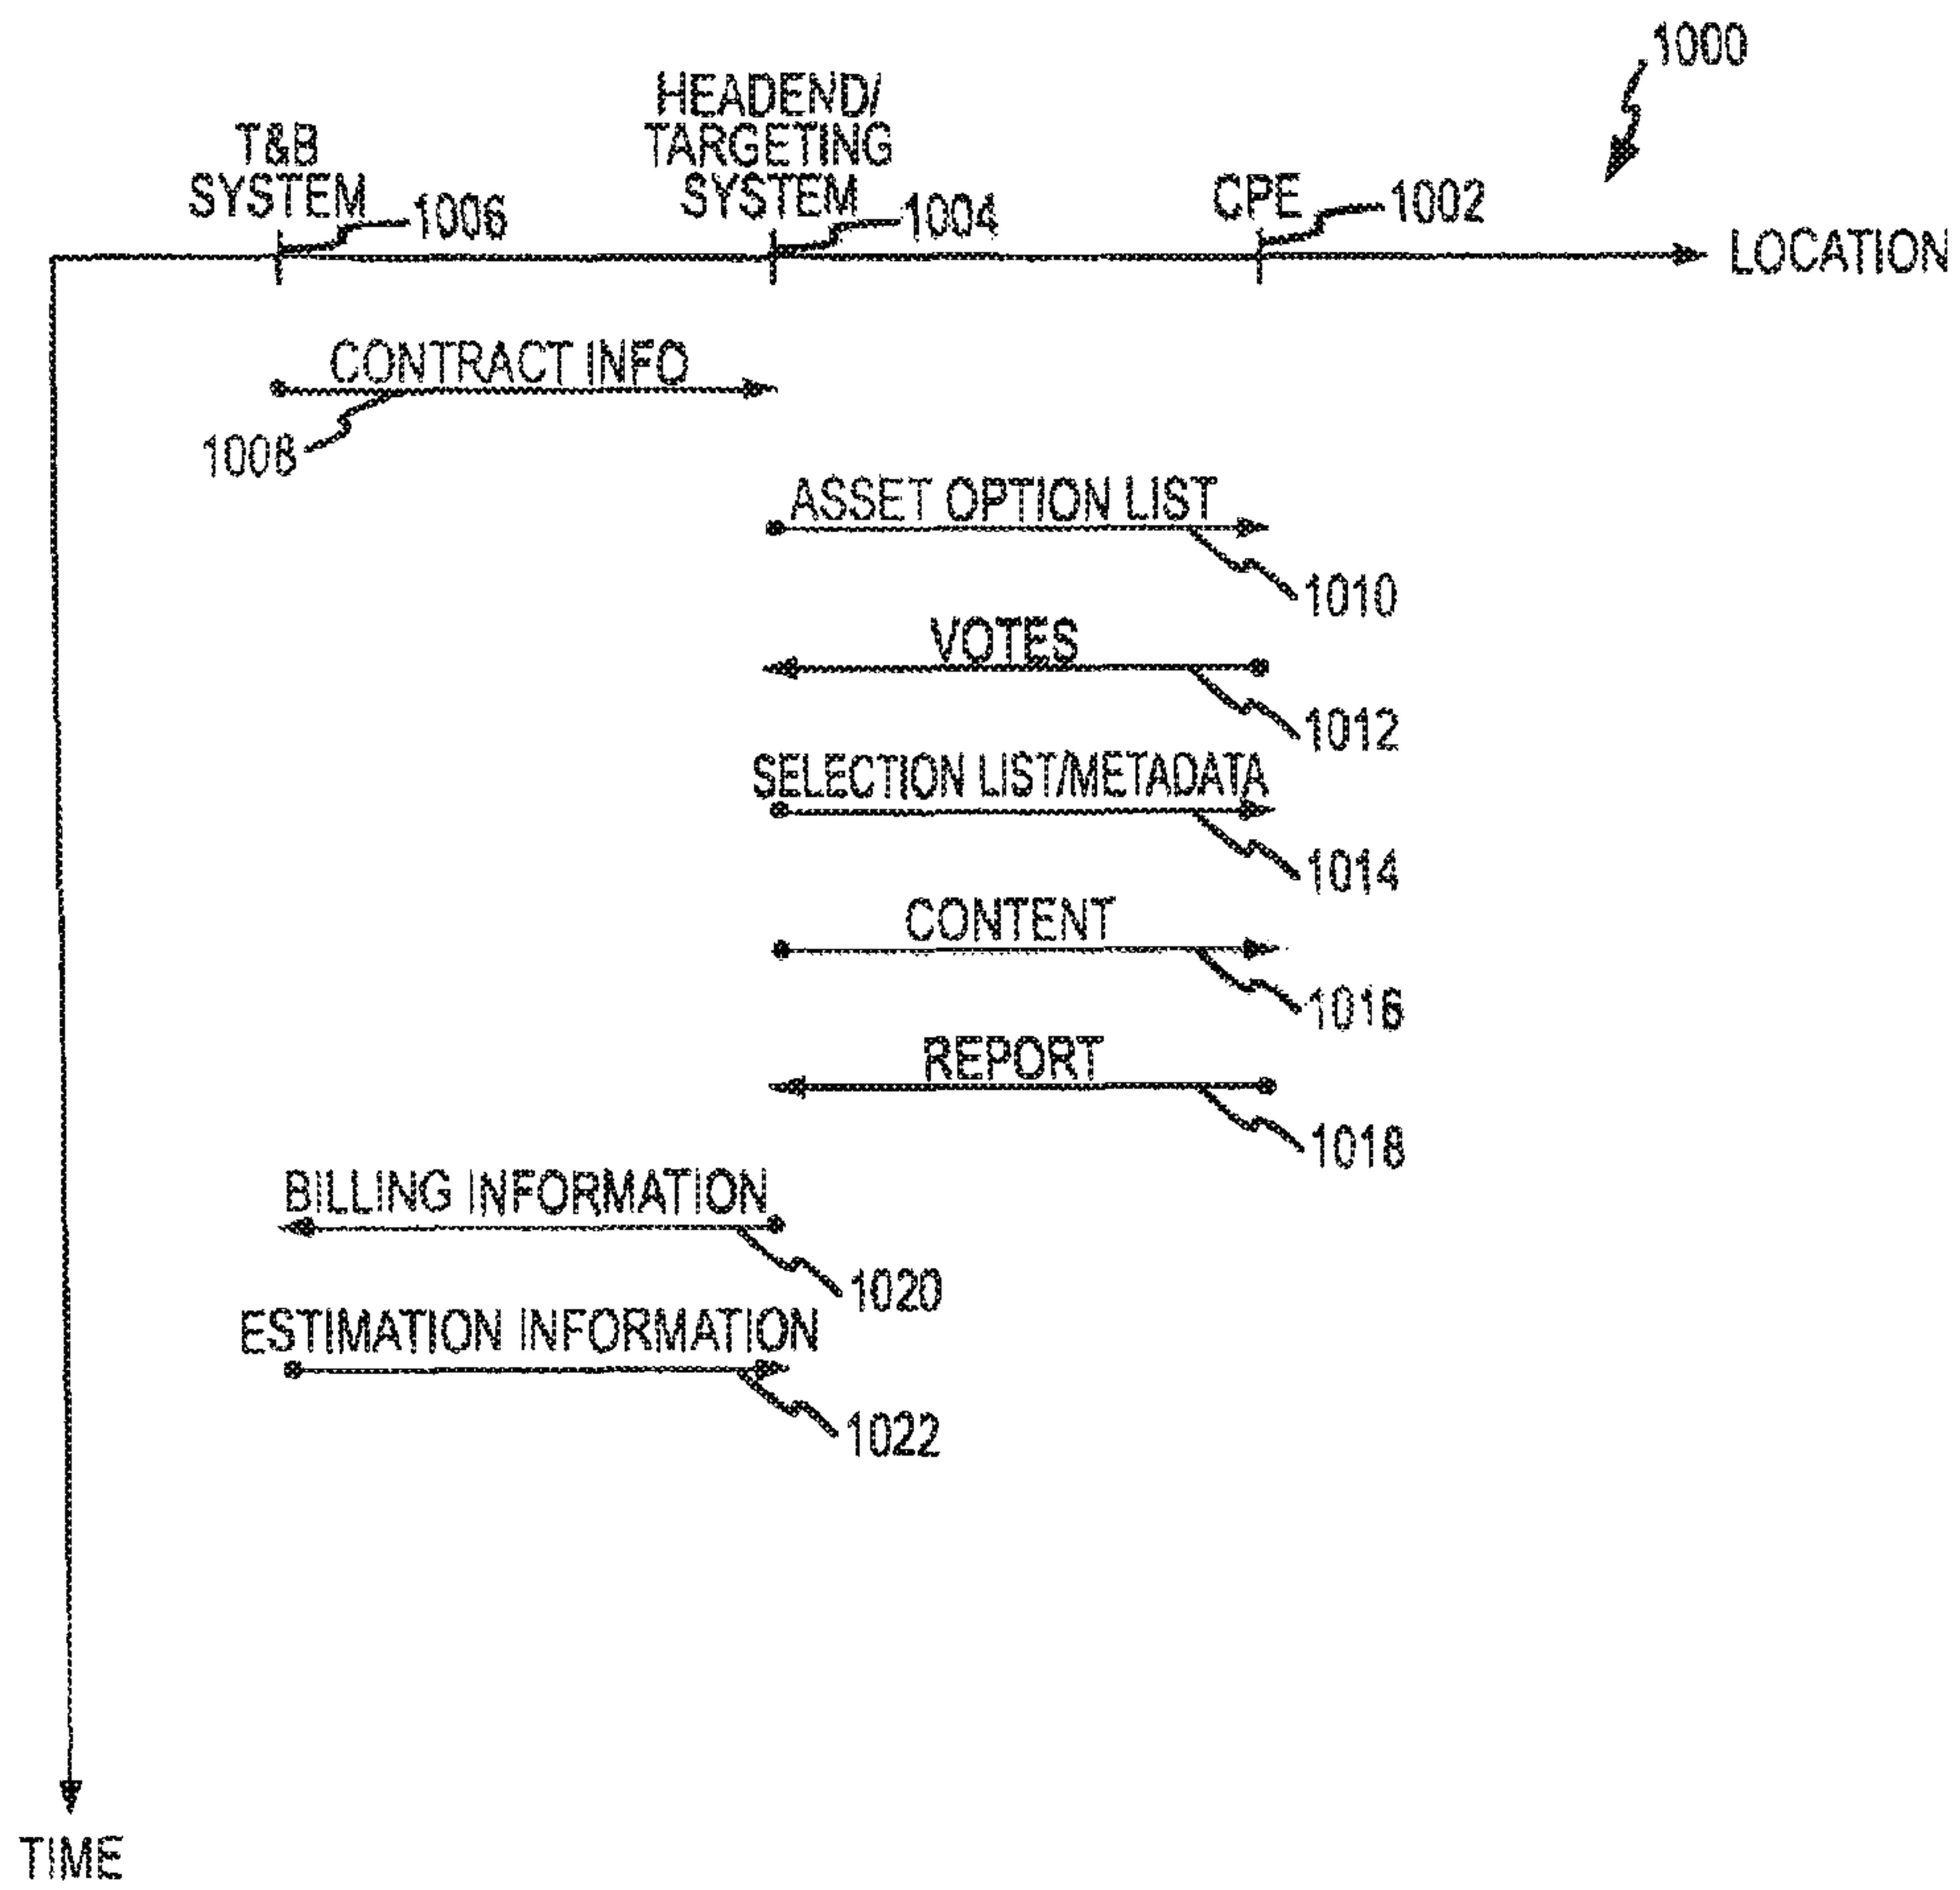 1000
HEADEND/
TARGETING
SYSTEM
T&B
SYSTEM
1006
1004
CPE
1002
LOCATION
CONTRACT INFO
1008
ASSET OPTION LIST
1010
VOTES
1012
SELECTION LIST/METADATA
1014
CONTENT
1016
REPORT
1018
BILLING INFORMATION
1020
ESTIMATION INFORMATION
1022
TIME